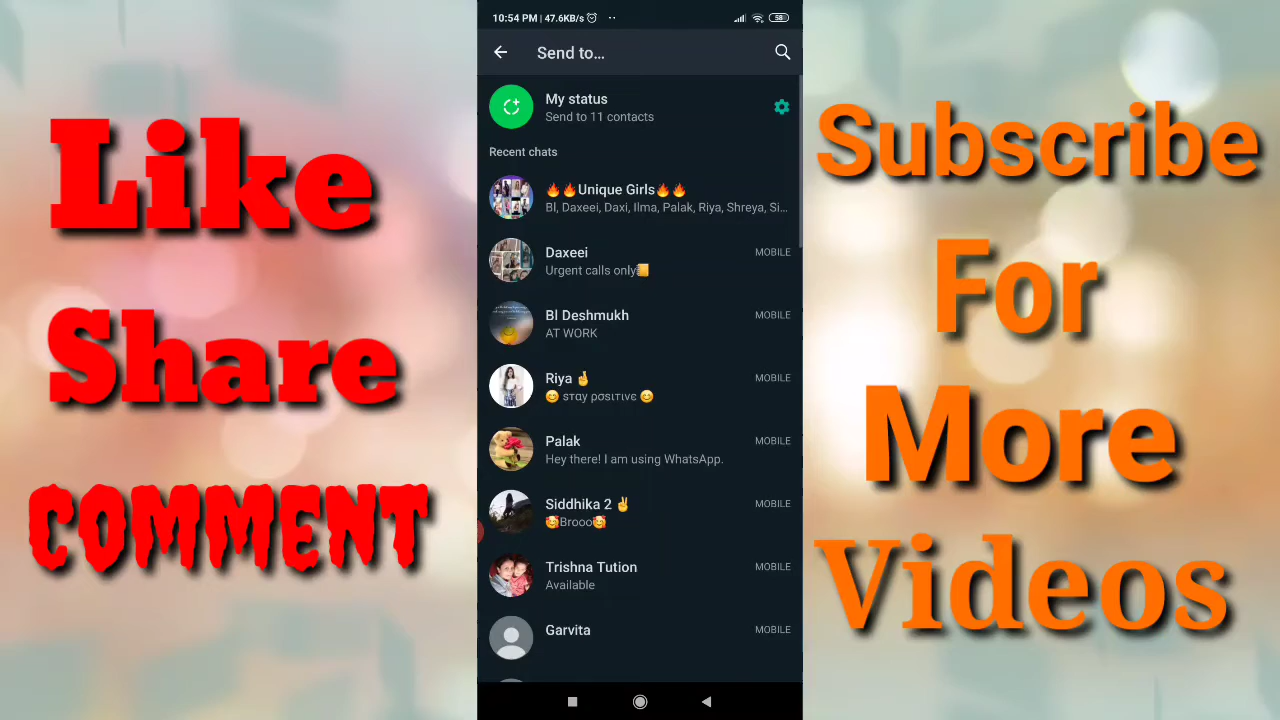 Like
Share
COMMENT
10:54 PM | 47.6KB/s
58
Send to...
My status
Send to 11 contacts
Recent chats
🔥🔥Unique Girls🔥🔥
Bl, Daxeei, Daxi, Ilma, Palak, Riya, Shreya, Si...
Daxeei
MOBILE
Urgent calls only📒
Bl Deshmukh
MOBILE
AT WORK
Riya 🤞
MOBILE
😊 ѕтαу ρσѕιтινє 😊
Palak
MOBILE
Hey there! I am using WhatsApp.
Siddhika 2 ✌
MOBILE
🥰Brooo🥰
Trishna Tution
MOBILE
Available
Garvita
MOBILE
Subscribe
For
More
Videos